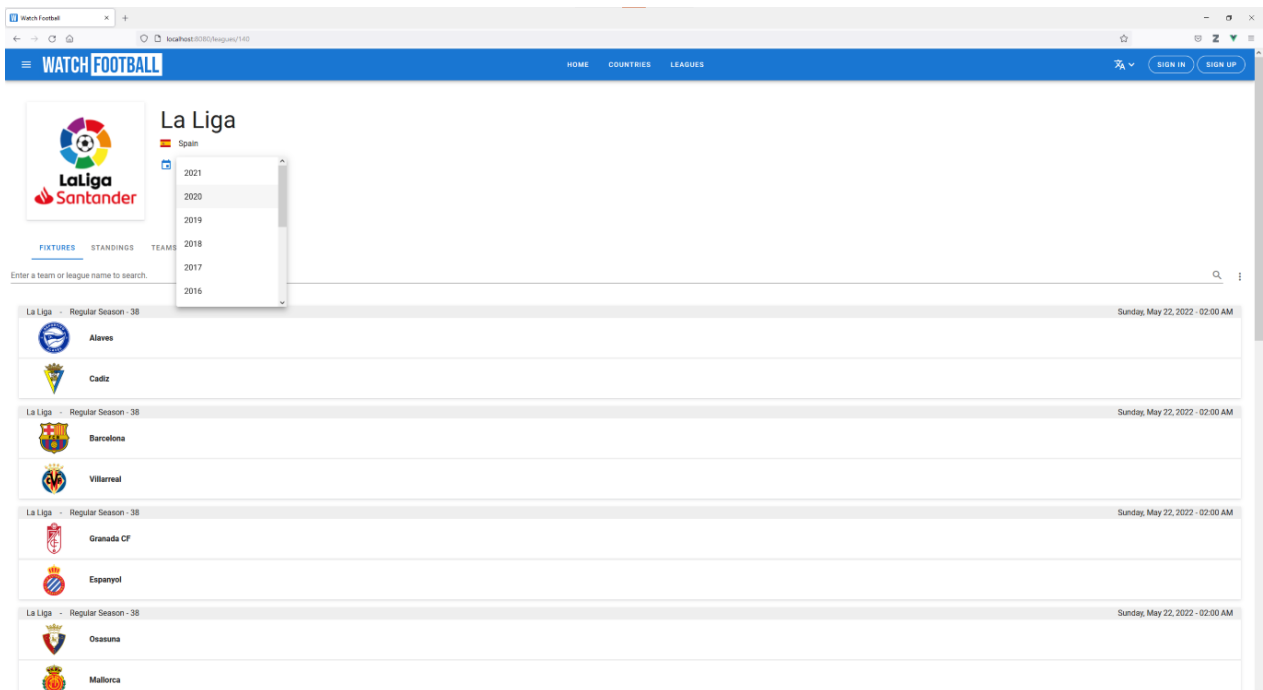 Watch Football
localhost:8080/leagues/140
WATCH FOOTBALL
HOME COUNTRIES LEAGUES
SIGN IN SIGN UP
La Liga
Spain
LaLiga
Santander
2021
2020
2019
2018
2017
2016
FIXTURES STANDINGS TEAMS
Enter a team or league name to search.
La Liga - Regular Season - 38 Sunday, May 22, 2022 - 02:00 AM
Alaves
Cadiz
La Liga - Regular Season - 38 Sunday, May 22, 2022 - 02:00 AM
Barcelona
Villarreal
La Liga - Regular Season - 38 Sunday, May 22, 2022 - 02:00 AM
Granada CF
Espanyol
La Liga - Regular Season - 38 Sunday, May 22, 2022 - 02:00 AM
Osasuna
Mallorca